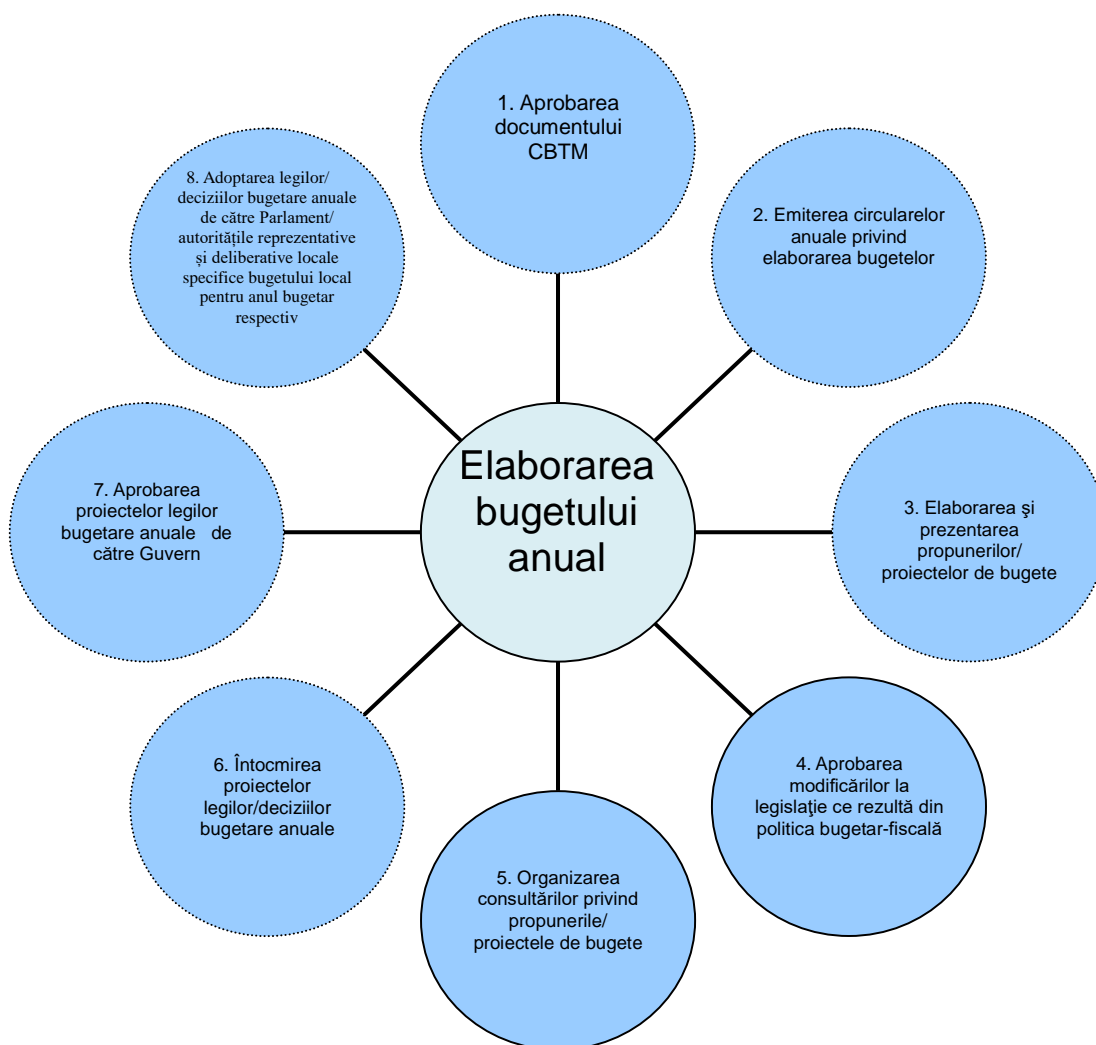 1. Aprobarea
documentului
CBTM
2. Emiterea circularelor
anuale privind
elaborarea bugetelor
3. Elaborarea şi
prezentarea
propunerilor/
proiectelor de bugete
4. Aprobarea
modificărilor la
legislaţie ce rezultă din
politica bugetar-fiscală
5. Organizarea
consultărilor privind
propunerile/
proiectele de bugete
6. Întocmirea
proiectelor
legilor/deciziilor
bugetare anuale
7. Aprobarea
proiectelor legilor
bugetare anuale de
către Guvern
8. Adoptarea legilor/
deciziilor bugetare anuale
de către Parlament/
autoritățile reprezentative
și deliberative locale
specifice bugetului local
pentru anul bugetar
respectiv
Elaborarea
bugetului
anual